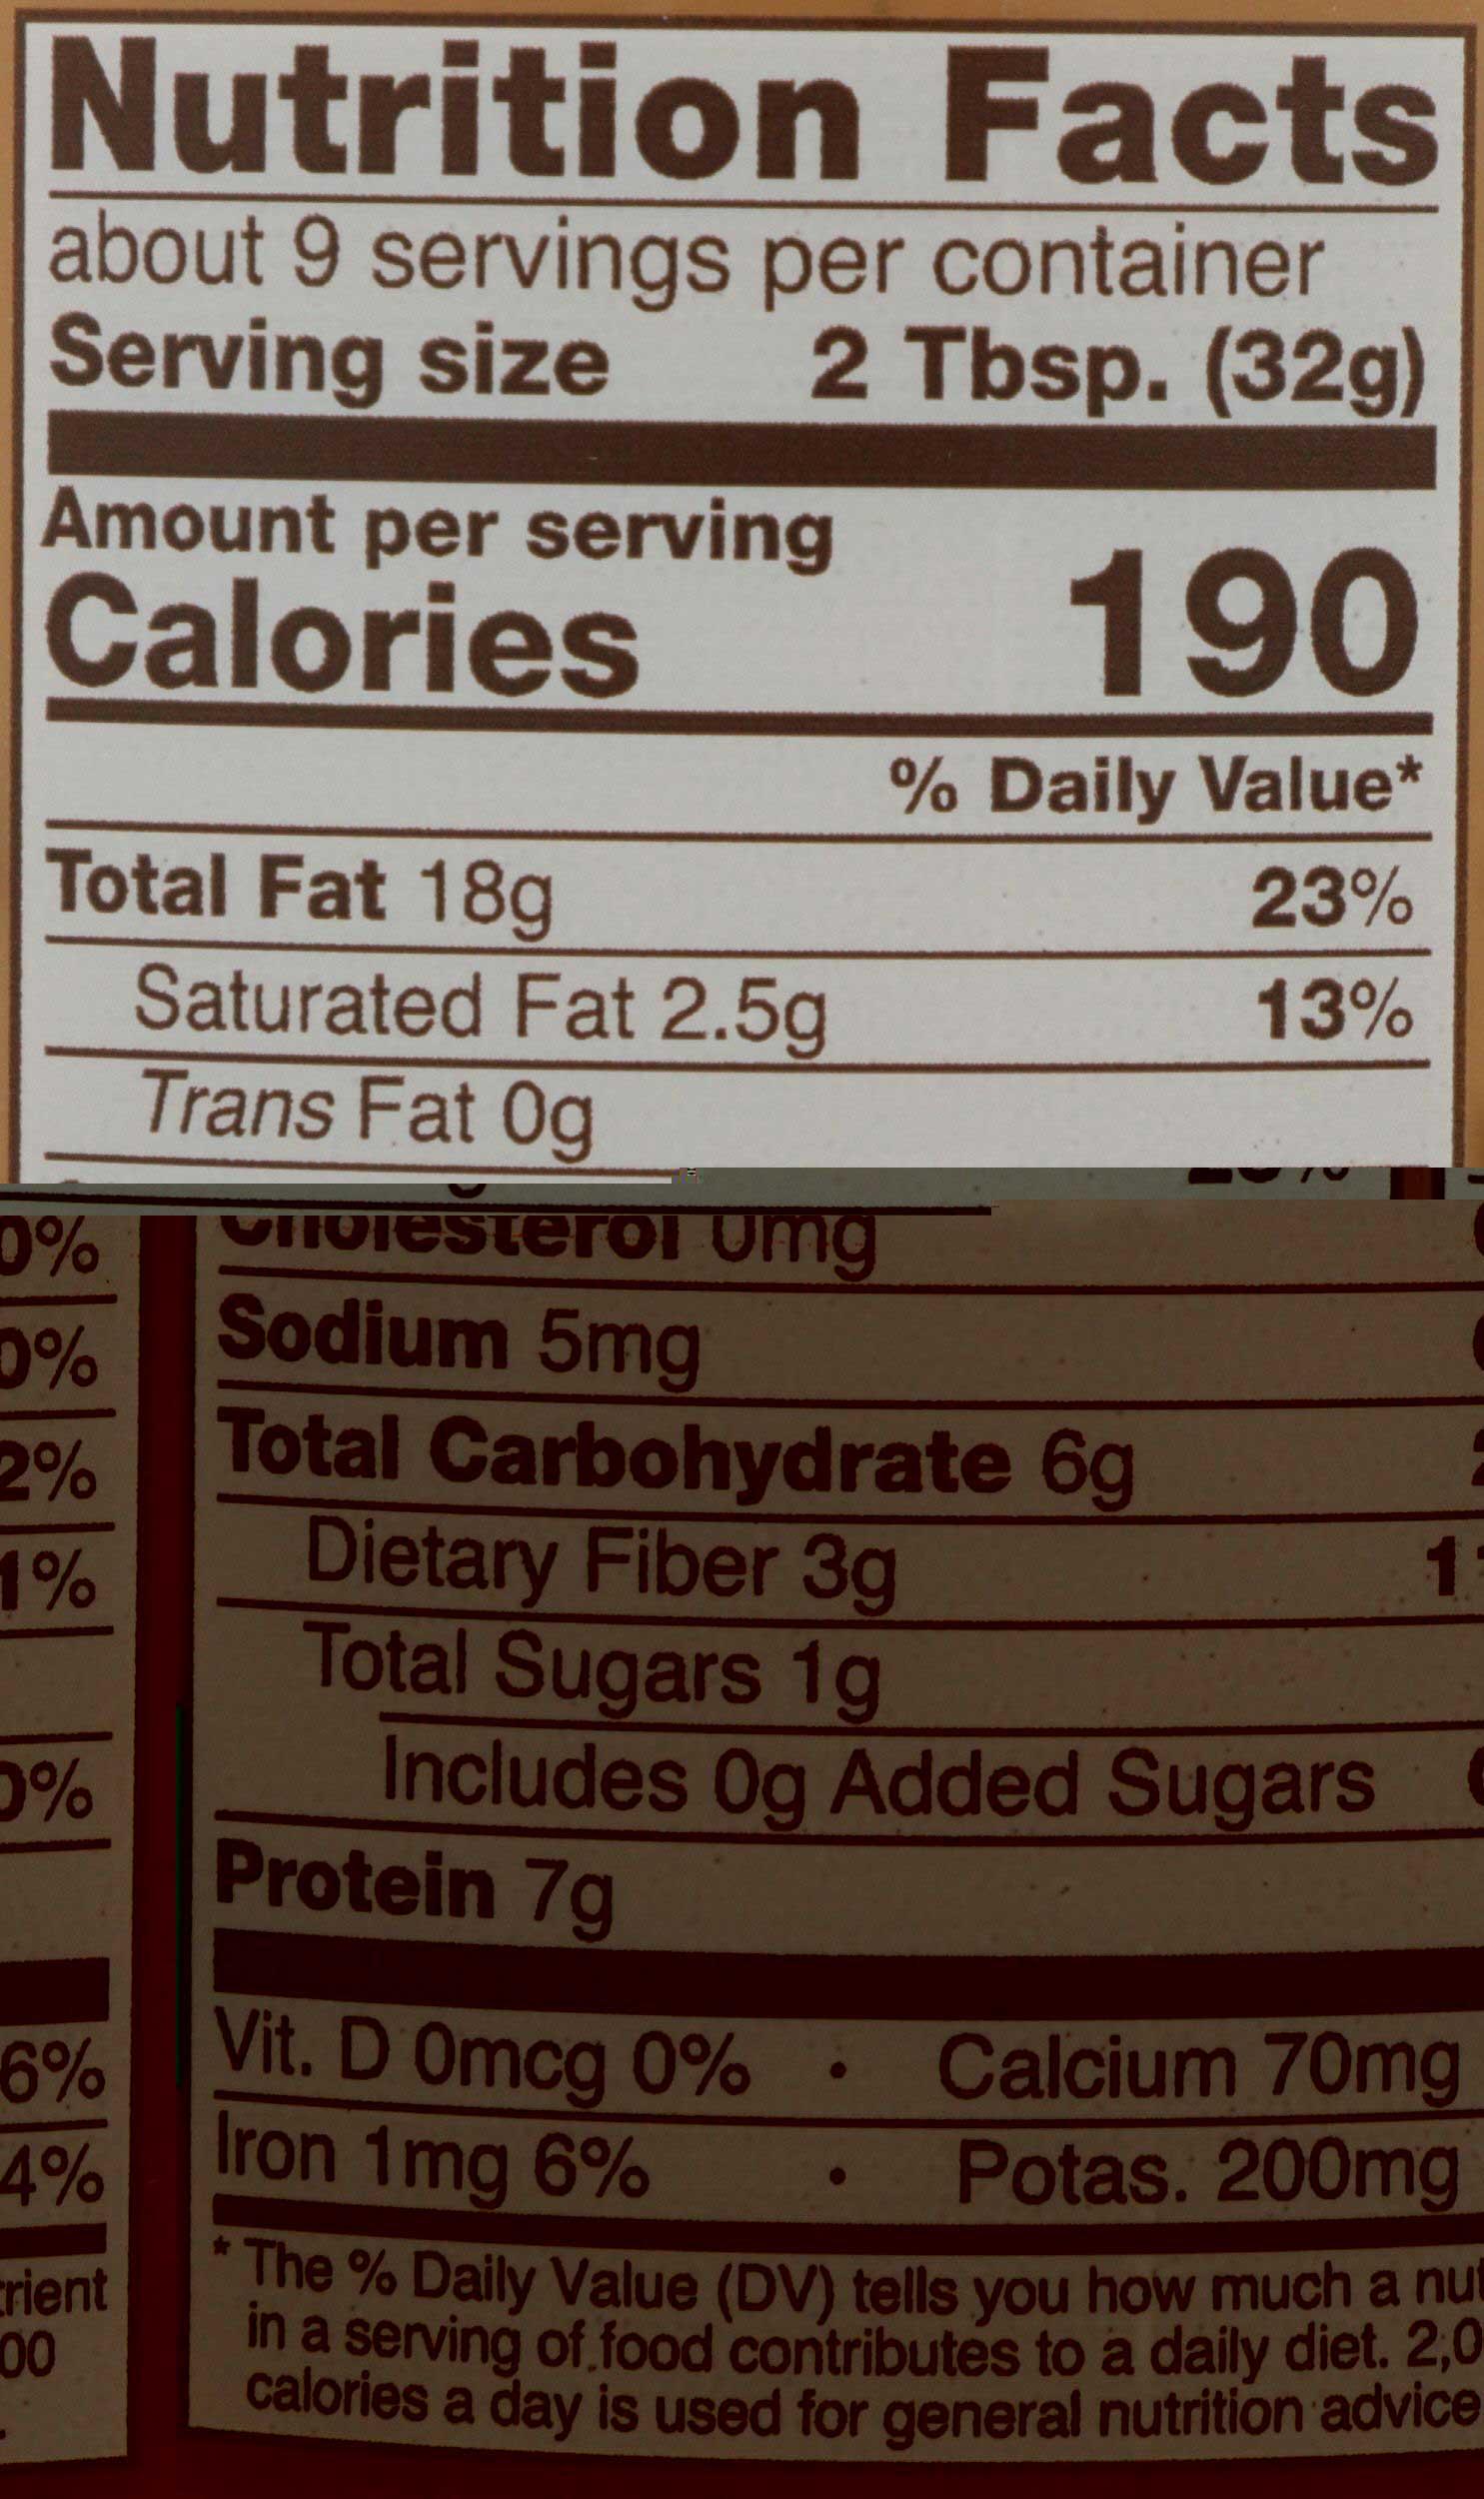 Nutrition Facts
about 9 servings per container
Serving size 2 Tbsp. (32g)
Amount per serving
Calories 190
% Daily Value*
Total Fat 18g 23%
Saturated Fat 2.5g 13%
Trans Fat 0g
0% Cholesterol 0mg
0% Sodium 5mg
2% Total Carbohydrate 6g
1% Dietary Fiber 3g 1
Total Sugars 1g
0% Includes 0g Added Sugars
Protein 7g
6% Vit. D 0mcg 0% • Calcium 70mg
4% Iron 1mg 6% • Potas. 200mg
rient * The % Daily Value (DV) tells you how much a nut
00 in a serving of food contributes to a daily diet. 2,0
calories a day is used for general nutrition advice